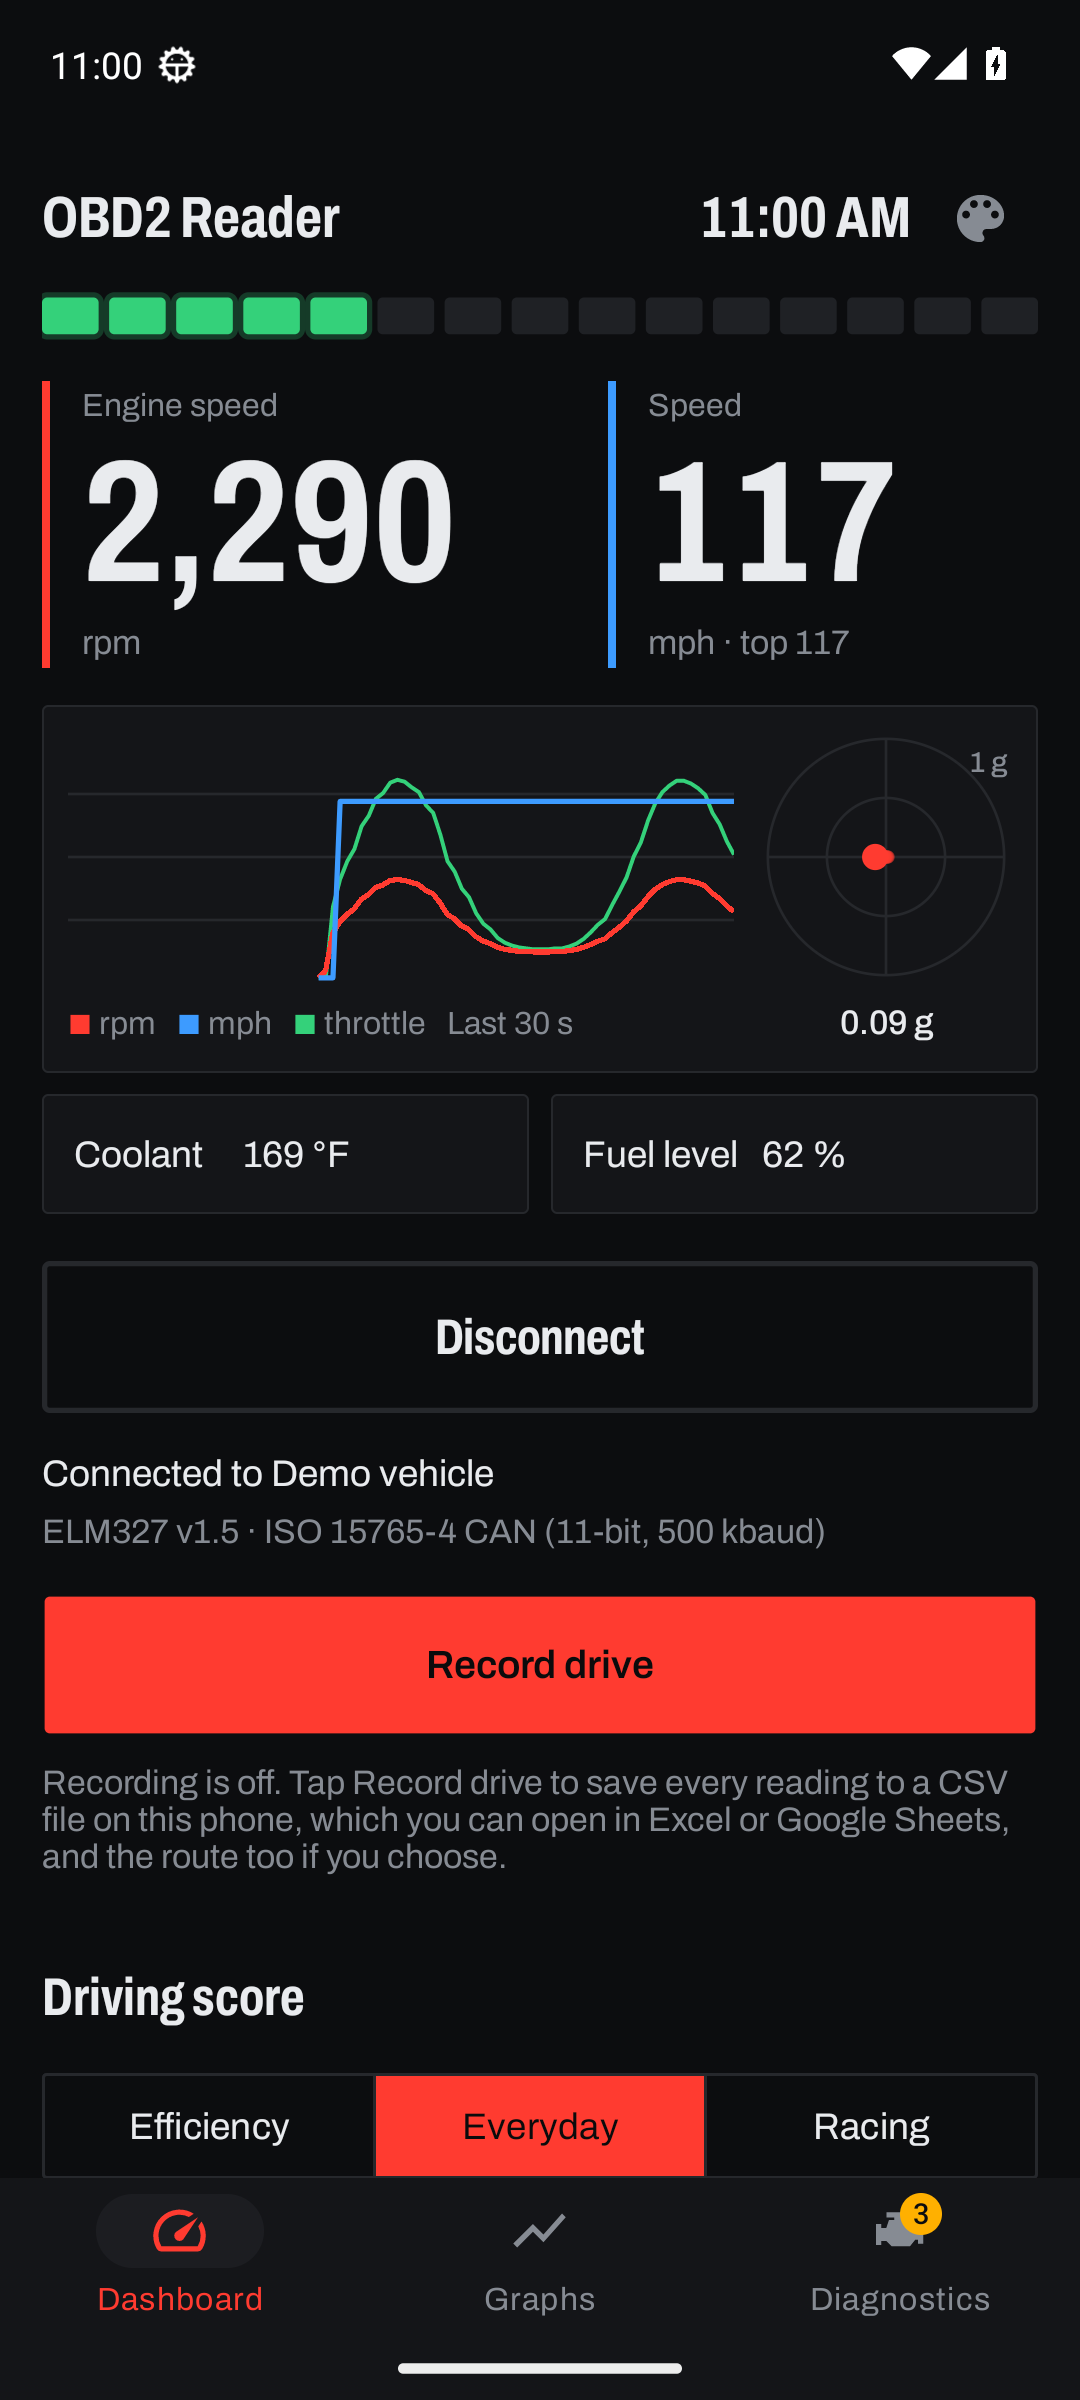 11:00
OBD2 Reader
11:00 AM
Engine speed
2,290
rpm
Speed
117
mph · top 117
1 g
rpm mph throttle Last 30 s
0.09 g
Coolant 169 °F
Fuel level 62 %
Disconnect
Connected to Demo vehicle
ELM327 v1.5 · ISO 15765-4 CAN (11-bit, 500 kbaud)
Record drive
Recording is off. Tap Record drive to save every reading to a CSV
file on this phone, which you can open in Excel or Google Sheets,
and the route too if you choose.
Driving score
Efficiency
Everyday
Racing
3
Dashboard
Graphs
Diagnostics